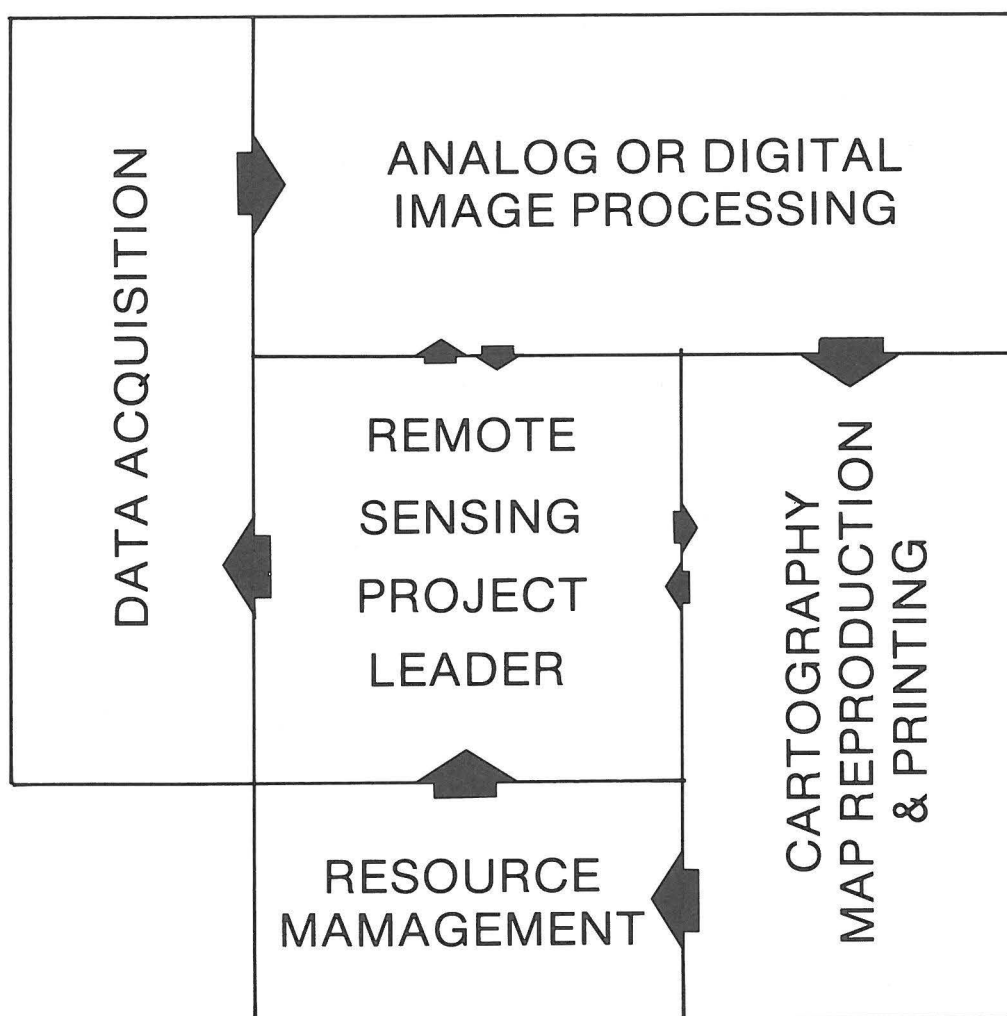 DATA ACQUISITION
ANALOG OR DIGITAL
IMAGE PROCESSING
REMOTE
SENSING
PROJECT
LEADER
CARTOGRAPHY
MAP REPRODUCTION
& PRINTING
RESOURCE
MAMAGEMENT